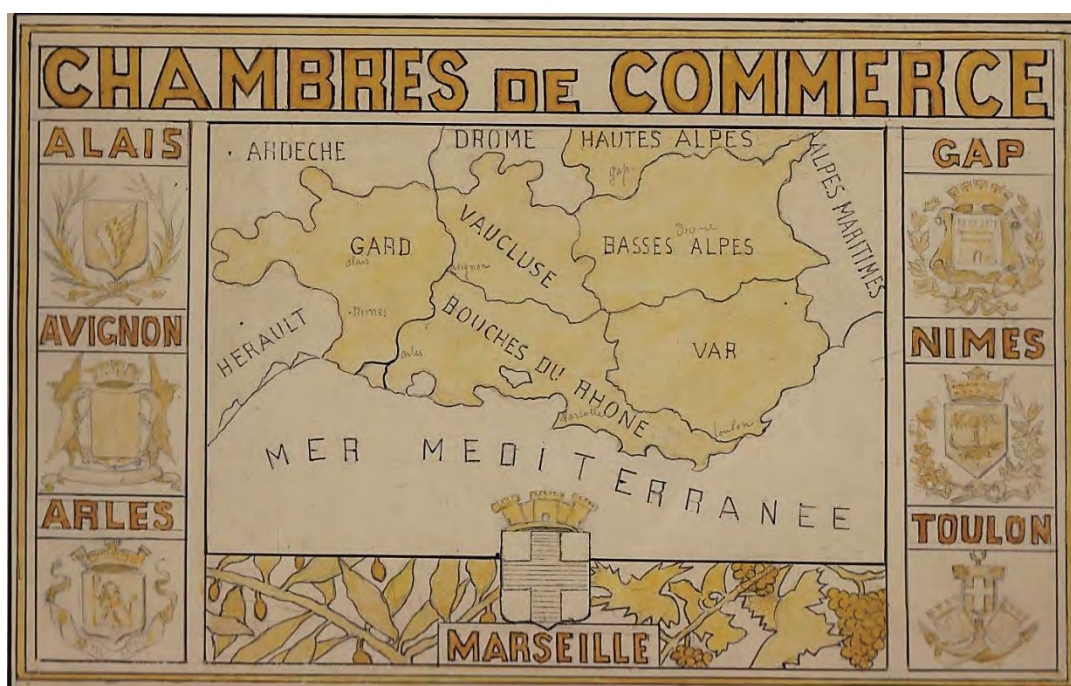 CHAMBRES DE COMMERCE
ALAIS
AVIGNON
ARLES
ARDECHE
DROME
HAUTES ALPES
gap
ALPES MARITIMES
GARD
alais
VAUCLUSE
avignon
BASSES ALPES
Digne
HERAULT
nimes
arles
BOUCHES DU RHONE
Marseille
VAR
toulon
MER MEDITERRANEE
GAP
NIMES
TOULON
MARSEILLE